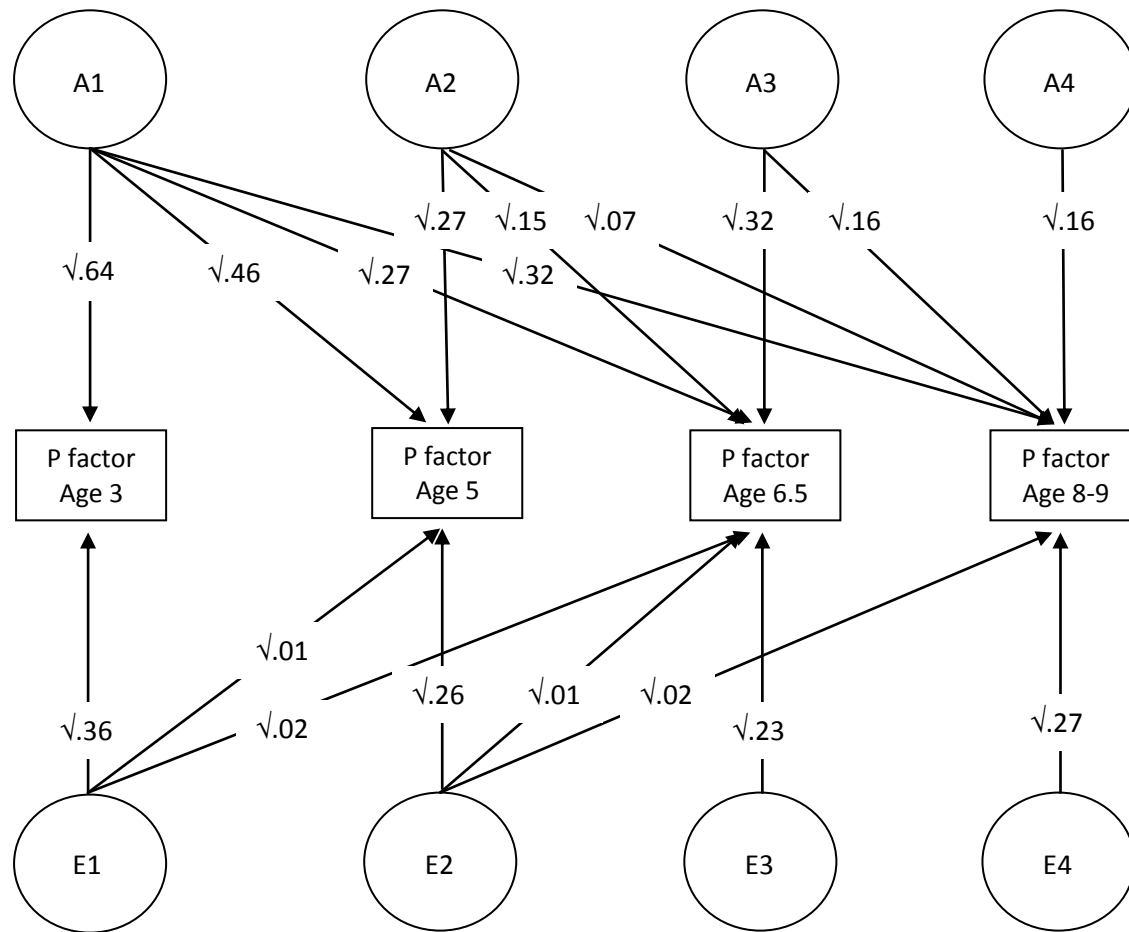 A1
A2
A3
A4
√.27
√.15
√.07
√.32
√.16
√.16
√.64
√.46
√.27
√.32
P factor
Age 3
P factor
Age 5
P factor
Age 6.5
P factor
Age 8-9
√.01
√.36
√.02
√.26
√.01
√.02
√.23
√.27
E1
E2
E3
E4